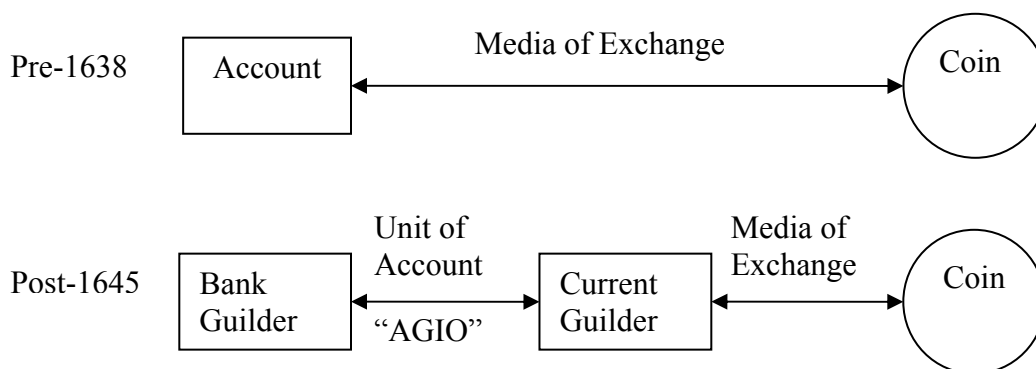 Pre-1638
Account
Media of Exchange
Coin
Post-1645
Bank
Guilder
Unit of
Account
“AGIO”
Current
Guilder
Media of
Exchange
Coin